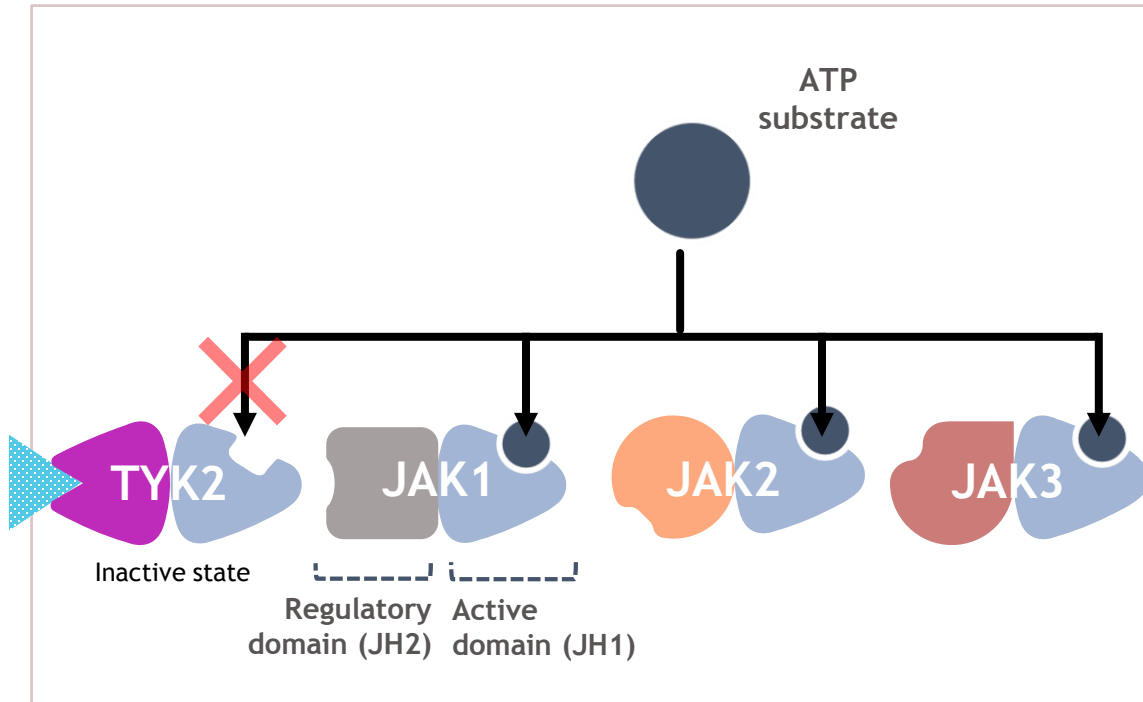 ATP
substrate
TYK2
JAK1
JAK2
JAK3
Inactive state
Regulatory
domain (JH2)
Active
domain (JH1)